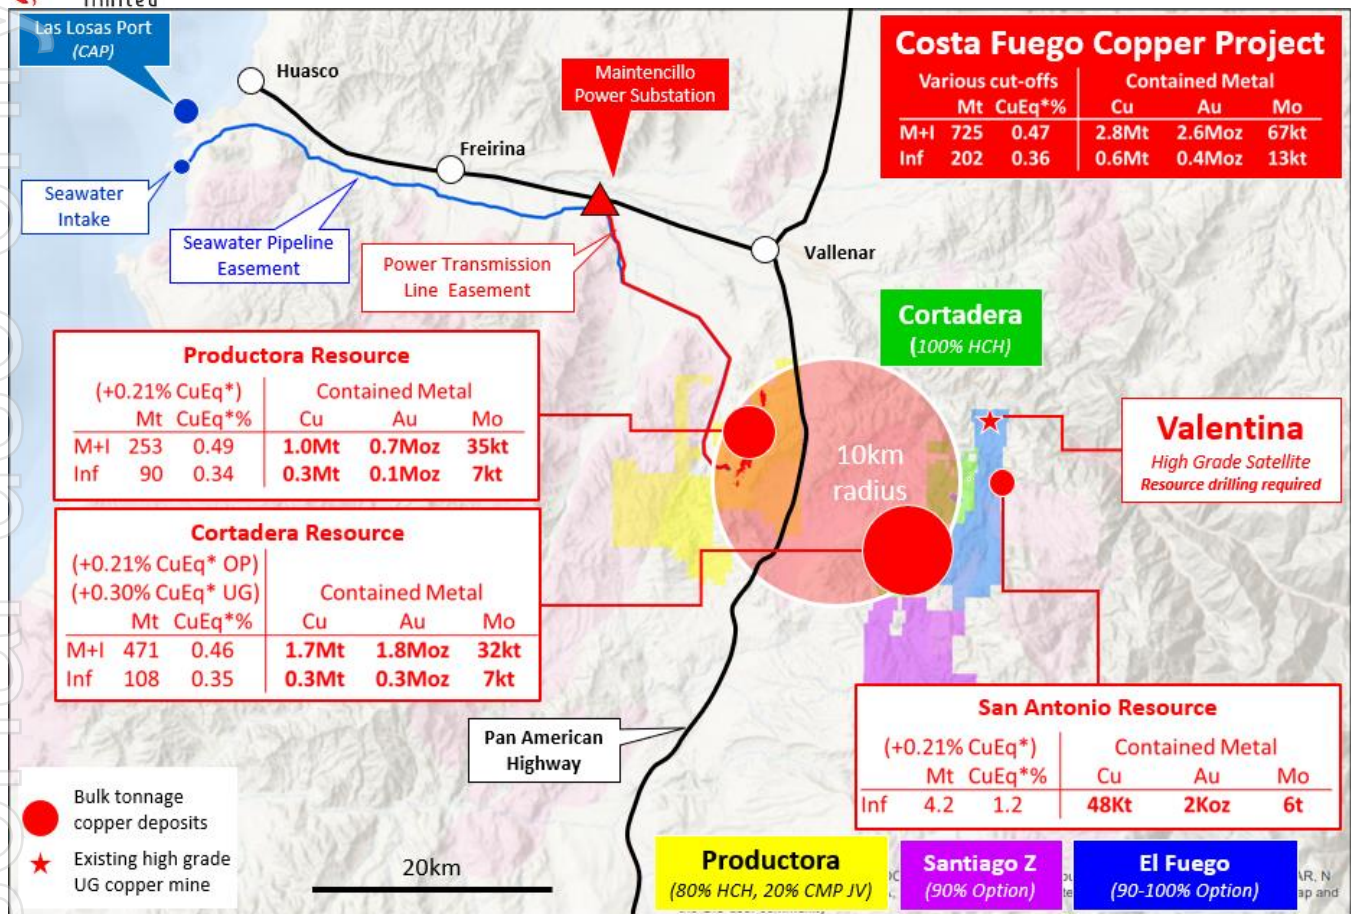 limited
Las Losas Port
(CAP)
Huasco
Maintencillo
Power Substation
Costa Fuego Copper Project
Various cut-offs Contained Metal
Mt CuEq*% Cu Au Mo
M+I 725 0.47 2.8Mt 2.6Moz 67kt
Inf 202 0.36 0.6Mt 0.4Moz 13kt
Freirina
Seawater
Intake
Seawater Pipeline
Easement
Power Transmission
Line Easement
Vallenar
Cortadera
(100% HCH)
Productora Resource
(+0.21% CuEq*) Contained Metal
Mt CuEq*% Cu Au Mo
M+I 253 0.49 1.0Mt 0.7Moz 35kt
Inf 90 0.34 0.3Mt 0.1Moz 7kt
10km
radius
Valentina
High Grade Satellite
Resource drilling required
Cortadera Resource
(+0.21% CuEq* OP)
(+0.30% CuEq* UG) Contained Metal
Mt CuEq*% Cu Au Mo
M+I 471 0.46 1.7Mt 1.8Moz 32kt
Inf 108 0.35 0.3Mt 0.3Moz 7kt
Pan American
Highway
San Antonio Resource
(+0.21% CuEq*) Contained Metal
Mt CuEq*% Cu Au Mo
Inf 4.2 1.2 48Kt 2Koz 6t
Bulk tonnage
copper deposits
Existing high grade
UG copper mine
20km
Productora
(80% HCH, 20% CMP JV)
Santiago Z
(90% Option)
El Fuego
(90-100% Option)